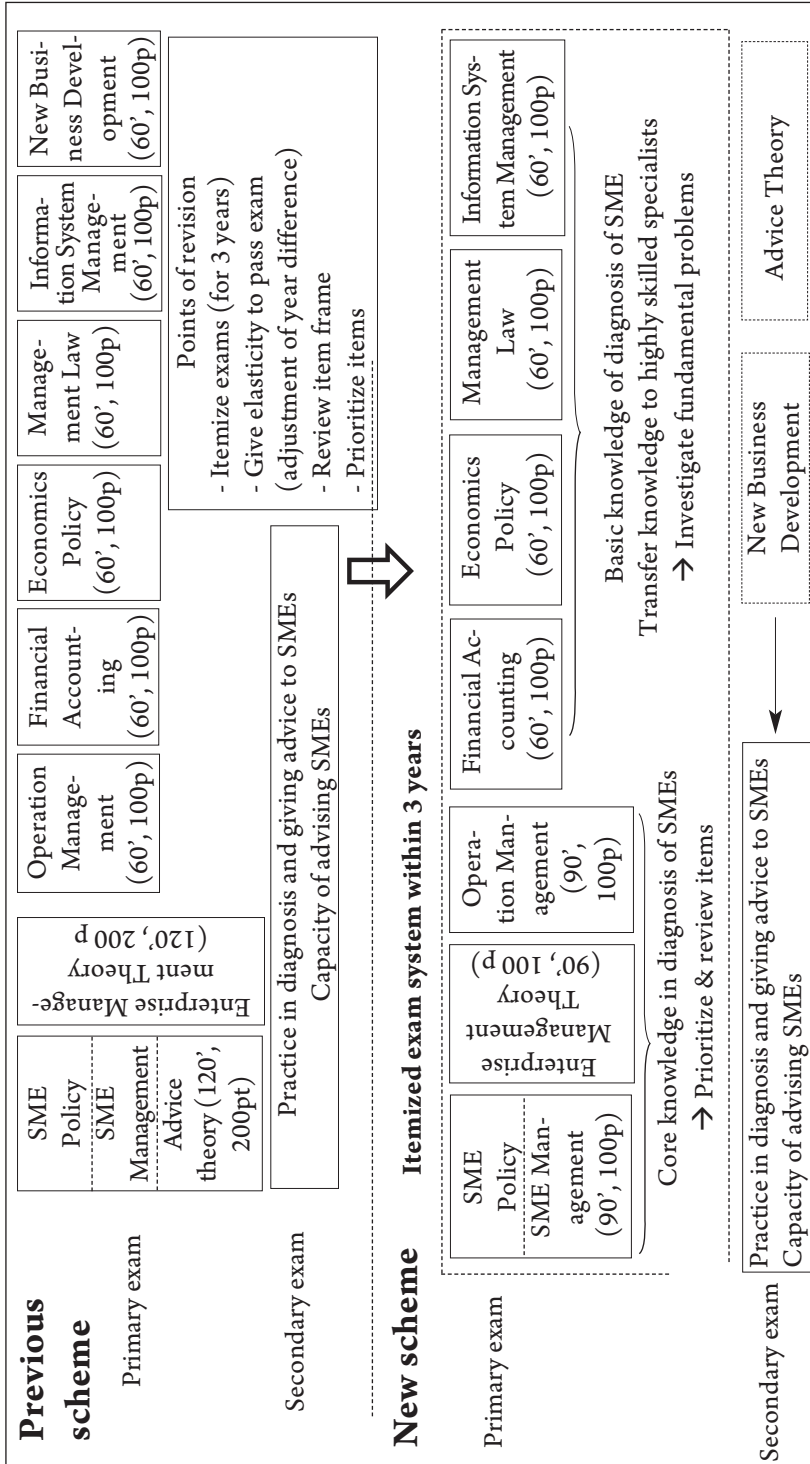 Previous
scheme
Primary exam
SME
Policy
SME
Management
Advice
theory (120’,
200pt)
Enterprise Manage-
ment Theory
(120’, 200 p
Operation
Manage-
ment
(60’, 100p)
Financial
Account-
ing
(60’, 100p)
Economics
Policy
(60’, 100p)
Manage-
ment Law
(60’, 100p)
Informa-
tion System
Manage-
ment
(60’, 100p)
New Busi-
ness Devel-
opment
(60’, 100p)
Secondary exam
Practice in diagnosis and giving advice to SMEs
Capacity of advising SMEs
Points of revision
- Itemize exams (for 3 years)
- Give elasticity to pass exam
(adjustment of year difference)
- Review item frame
- Prioritize items
New scheme
Itemized exam system within 3 years
Primary exam
SME
Policy
SME Man-
agement
(90’, 100p)
Enterprise
Management
Theory
(90’, 100 p)
Opera-
tion Man-
agement
(90’,
100p)
Financial Ac-
counting
(60’, 100p)
Economics
Policy
(60’, 100p)
Management
Law
(60’, 100p)
Information Sys-
tem Management
(60’, 100p)
Core knowledge in diagnosis of SMEs
→ Prioritize & review items
Basic knowledge of diagnosis of SME
Transfer knowledge to highly skilled specialists
→ Investigate fundamental problems
Secondary exam
Practice in diagnosis and giving advice to SMEs
Capacity of advising SMEs
New Business
Development
Advice Theory